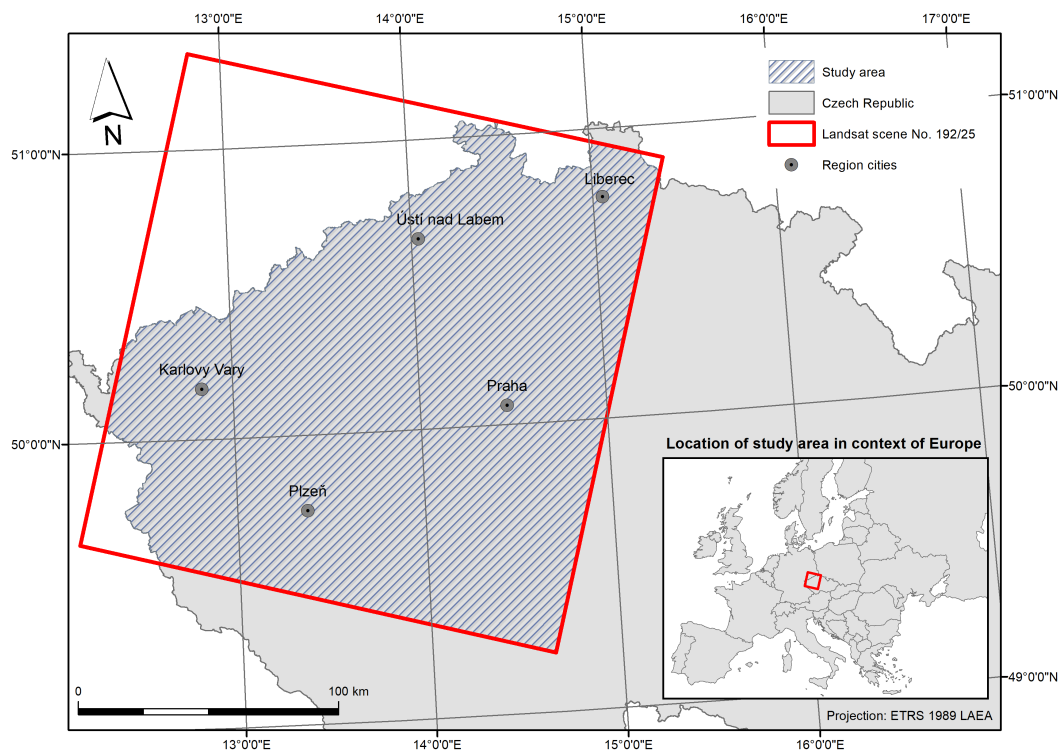 13°0'0"E 14°0'0"E 15°0'0"E 16°0'0"E 17°0'0"E
Study area
Czech Republic
Landsat scene No. 192/25
Region cities
51°0'0"N
51°0'0"N
N
Liberec
Ústí nad Labem
Karlovy Vary
Praha
50°0'0"N
50°0'0"N
Location of study area in context of Europe
Plzeň
49°0'0"N
0 100 km
Projection: ETRS 1989 LAEA
13°0'0"E 14°0'0"E 15°0'0"E 16°0'0"E